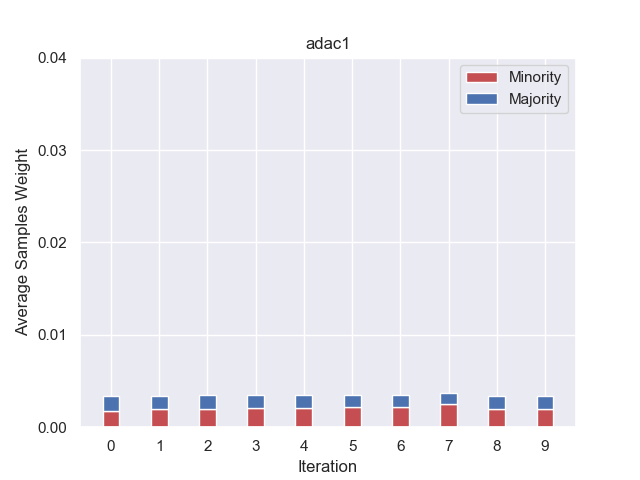 adac1
Minority
Majority
Average Samples Weight
0.04
0.03
0.02
0.01
0.00
0 1 2 3 4 5 6 7 8 9
Iteration